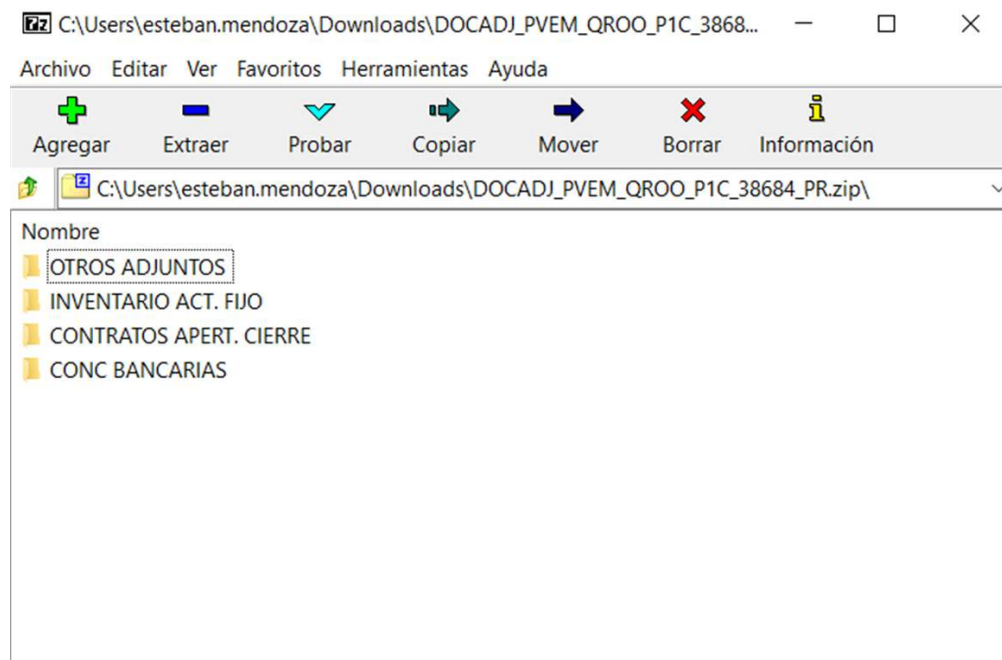 C:\Users\esteban.mendoza\Downloads\DOCADJ_PVEM_QROO_P1C_3868...
Archivo Editar Ver Favoritos Herramientas Ayuda
Agregar Extraer Probar Copiar Mover Borrar Información
C:\Users\esteban.mendoza\Downloads\DOCADJ_PVEM_QROO_P1C_38684_PR.zip\
Nombre
OTROS ADJUNTOS
INVENTARIO ACT. FIJO
CONTRATOS APERT. CIERRE
CONC BANCARIAS